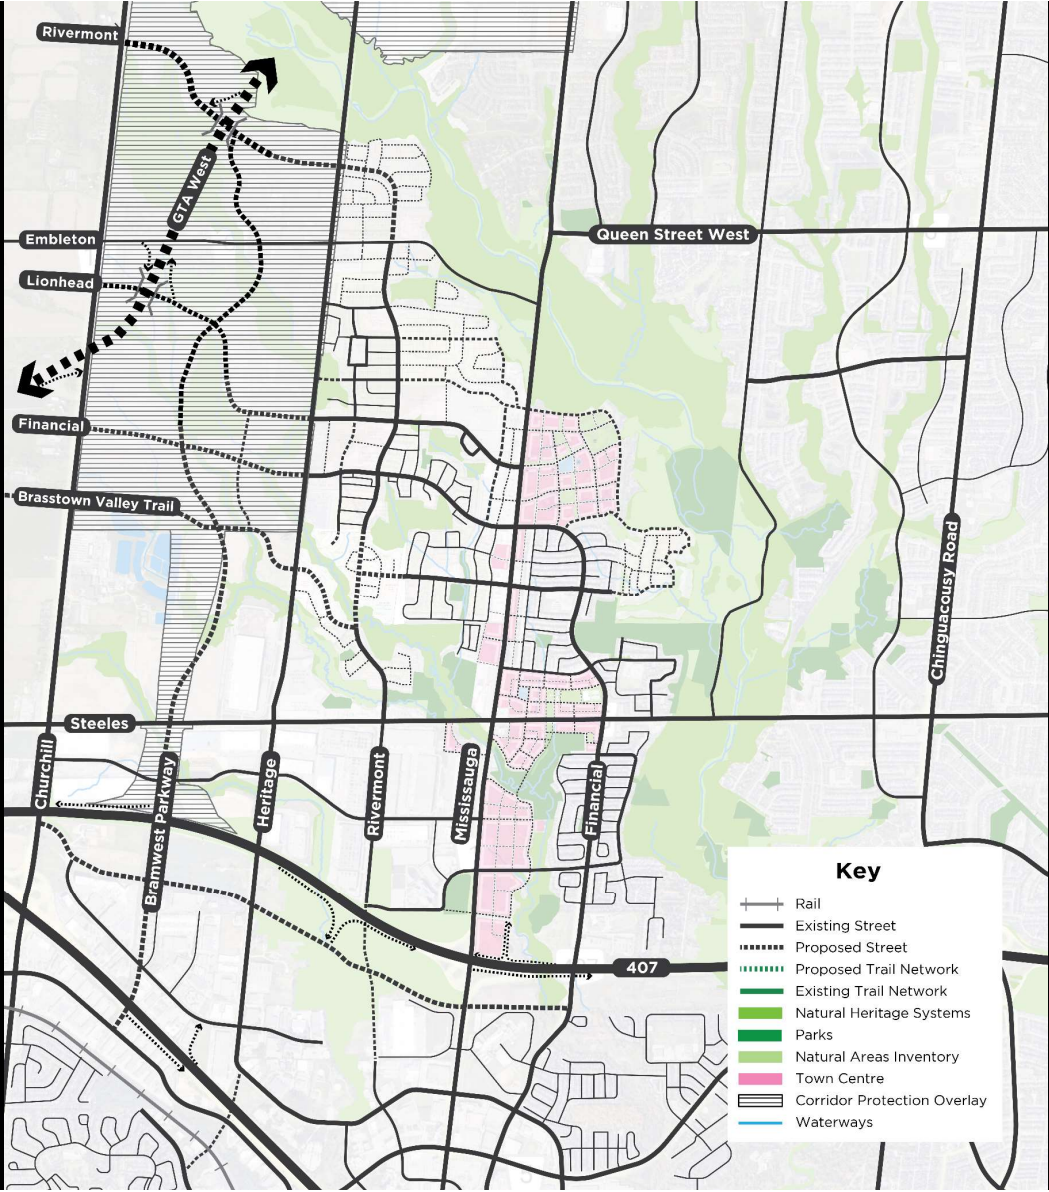 Rivermont
GTA West
Embleton
Queen Street West
Lionhead
Financial
Brasstown Valley Trail
Chinguacousy Road
Steeles
Churchill
Bramwest Parkway
Heritage
Rivermont
Mississauga
Financial
407
Key
Rail
Existing Street
Proposed Street
Proposed Trail Network
Existing Trail Network
Natural Heritage Systems
Parks
Natural Areas Inventory
Town Centre
Corridor Protection Overlay
Waterways